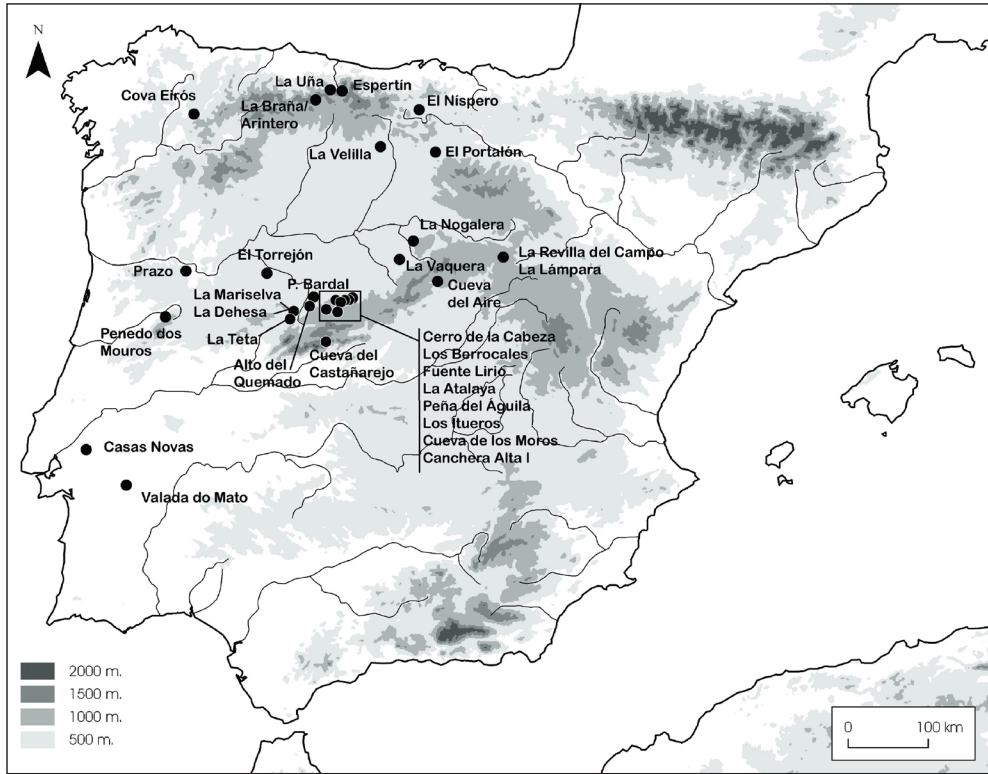 N
La Uña
Espertín
Cova Eirós
La Braña/
Arintero
El Níspero
La Velilla
El Portalón
La Nogalera
El Torrejón
La Revilla del Campo
La Lámpara
Prazo
La Vaquera
P. Bardal
Cueva
del Aire
La Mariselva
La Dehesa
Penedo dos
Mouros
La Teta
Alto del
Quemado
Cueva del
Castañarejo
Cerro de la Cabeza
Los Berrocales
Fuente Lirio
La Atalaya
Peña del Águila
Los Itueros
Cueva de los Moros
Canchera Alta I
Casas Novas
Valada do Mato
2000 m.
1500 m.
1000 m.
500 m.
0 100 km